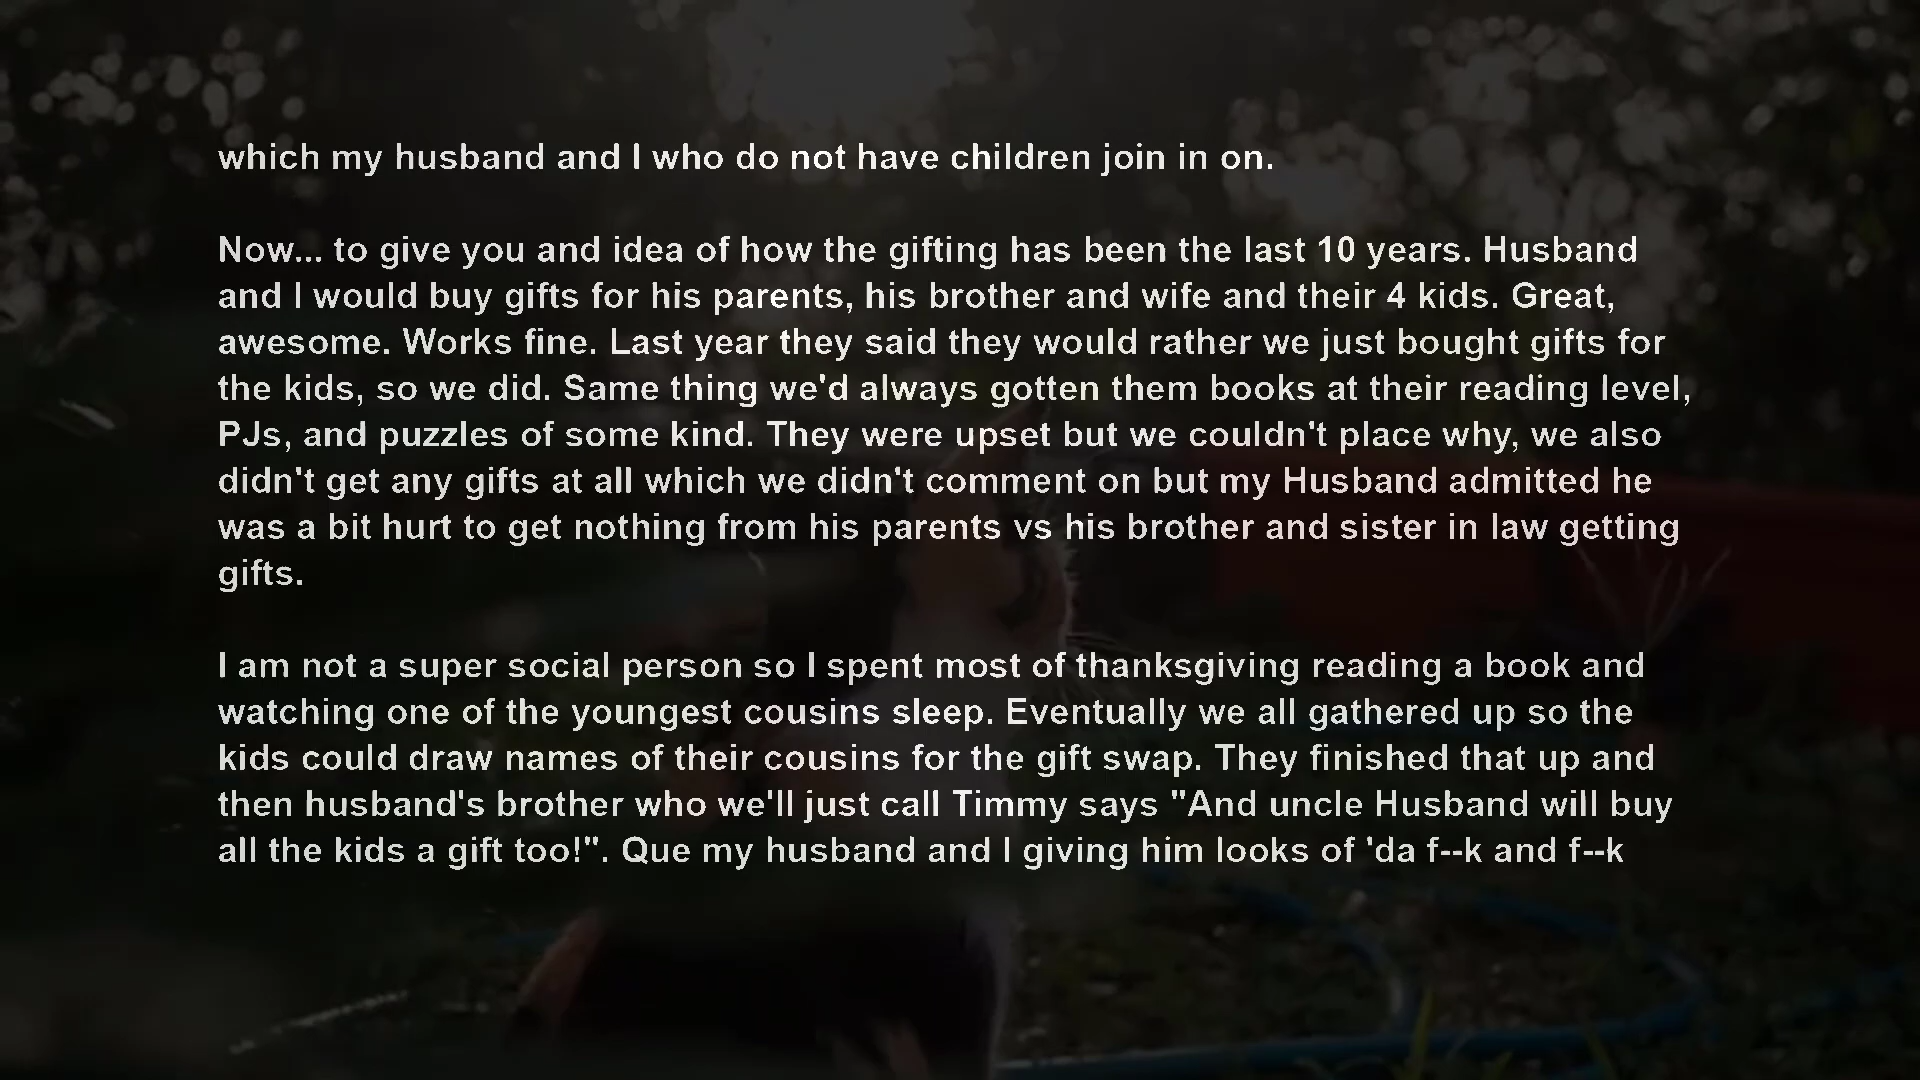 which my husband and I who do not have children join in on.
Now... to give you and idea of how the gifting has been the last 10 years. Husband
and I would buy gifts for his parents, his brother and wife and their 4 kids. Great,
awesome. Works fine. Last year they said they would rather we just bought gifts for
the kids, so we did. Same thing we'd always gotten them books at their reading level,
PJs, and puzzles of some kind. They were upset but we couldn't place why, we also
didn't get any gifts at all which we didn't comment on but my Husband admitted he
was a bit hurt to get nothing from his parents vs his brother and sister in law getting
gifts.
I am not a super social person so I spent most of thanksgiving reading a book and
watching one of the youngest cousins sleep. Eventually we all gathered up so the
kids could draw names of their cousins for the gift swap. They finished that up and
then husband's brother who we'll just call Timmy says "And uncle Husband will buy
all the kids a gift too!". Que my husband and I giving him looks of 'da f--k and f--k